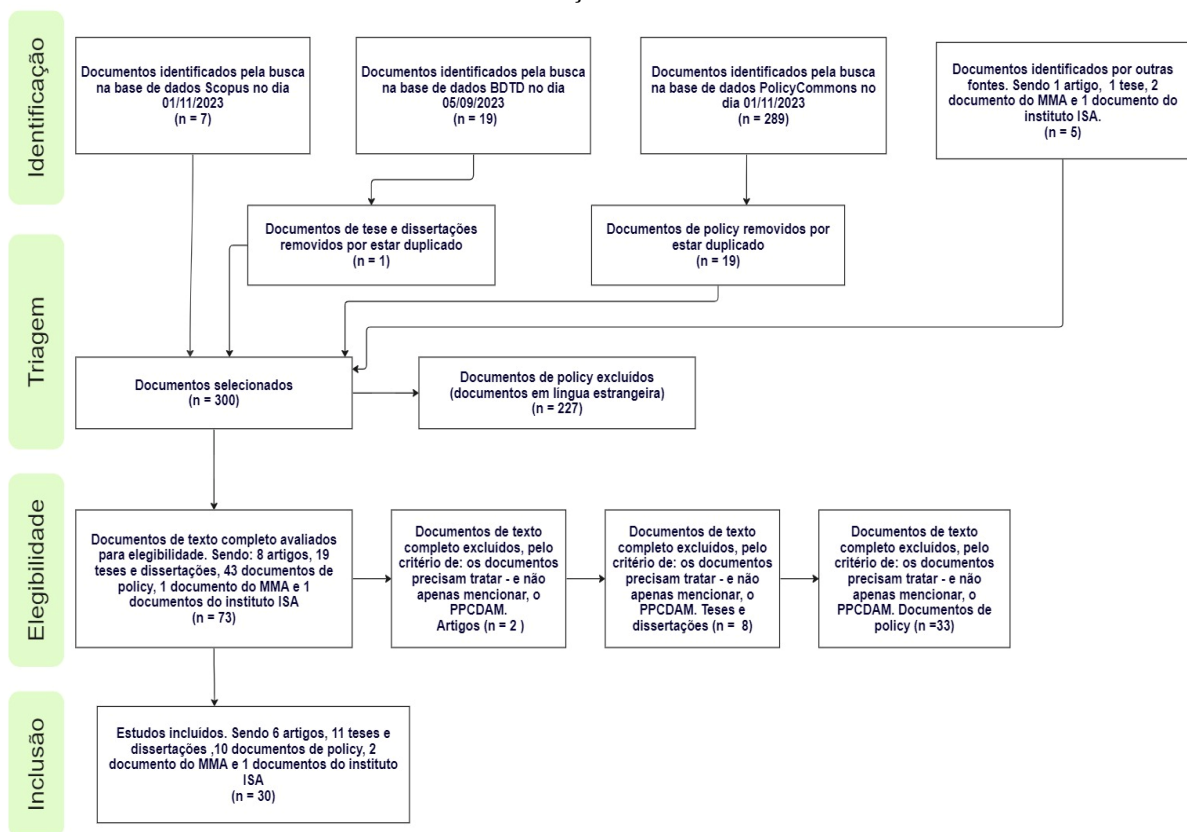 Identificação
Documentos identificados pela busca
na base de dados Scopus no dia
01/11/2023
(n = 7)
Documentos identificados pela busca
na base de dados BDTD no dia
05/09/2023
(n = 19)
Documentos identificados pela busca
na base de dados PolicyCommons no
dia 01/11/2023
(n = 289)
Documentos identificados por outras
fontes. Sendo 1 artigo, 1 tese, 2
documento do MMA e 1 documento do
instituto ISA.
(n = 5)
Triagem
Documentos de tese e dissertações
removidos por estar duplicado
(n = 1)
Documentos de policy removidos por
estar duplicado
(n = 19)
Documentos selecionados
(n = 300)
Documentos de policy excluídos
(documentos em língua estrangeira)
(n = 227)
Elegibilidade
Documentos de texto completo avaliados
para elegibilidade. Sendo: 8 artigos, 19
teses e dissertações, 43 documentos de
policy, 1 documento do MMA e 1
documentos do instituto ISA
(n = 73)
Documentos de texto
completo excluídos, pelo
critério de: os documentos
precisam tratar - e não
apenas mencionar, o
PPCDAM.
Artigos (n = 2 )
Documentos de texto
completo excluídos, pelo
critério de: os documentos
precisam tratar - e não
apenas mencionar, o
PPCDAM. Teses e
dissertações (n = 8)
Documentos de texto
completo excluídos, pelo
critério de: os documentos
precisam tratar - e não
apenas mencionar, o
PPCDAM. Documentos de
policy (n =33)
Inclusão
Estudos incluídos. Sendo 6 artigos, 11 teses e
dissertações ,10 documentos de policy, 2
documento do MMA e 1 documentos do instituto
ISA
(n = 30)